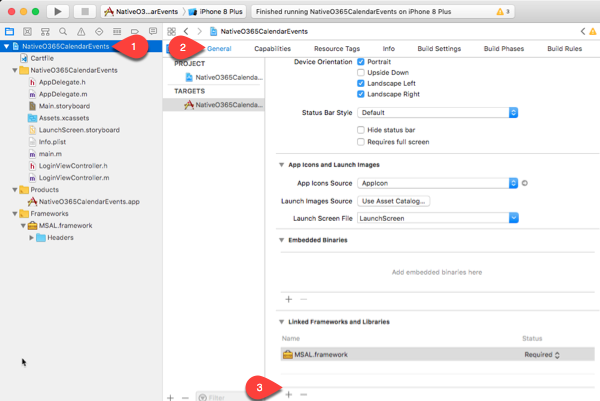 NativeO3...arEvents
iPhone 8 Plus
Finished running NativeO365CalendarEvents on iPhone 8 Plus
3
NativeO365CalendarEvents
1
2
NativeO365CalendarEvents
General
Capabilities
Resource Tags
Info
Build Settings
Build Phases
Build Rules
Cartfile
NativeO365CalendarEvents
AppDelegate.h
AppDelegate.m
Main.storyboard
Assets.xcassets
LaunchScreen.storyboard
Info.plist
main.m
LoginViewController.h
LoginViewController.m
Products
NativeO365CalendarEvents.app
Frameworks
MSAL.framework
Headers
PROJECT
NativeO365Calenda...
TARGETS
NativeO365Calenda...
Device Orientation
Portrait
Upside Down
Landscape Left
Landscape Right
Status Bar Style
Default
Hide status bar
Requires full screen
App Icons and Launch Images
App Icons Source
AppIcon
Launch Images Source
Use Asset Catalog...
Launch Screen File
LaunchScreen
Embedded Binaries
Add embedded binaries here
Linked Frameworks and Libraries
Name
Status
MSAL.framework
Required
3
Filter